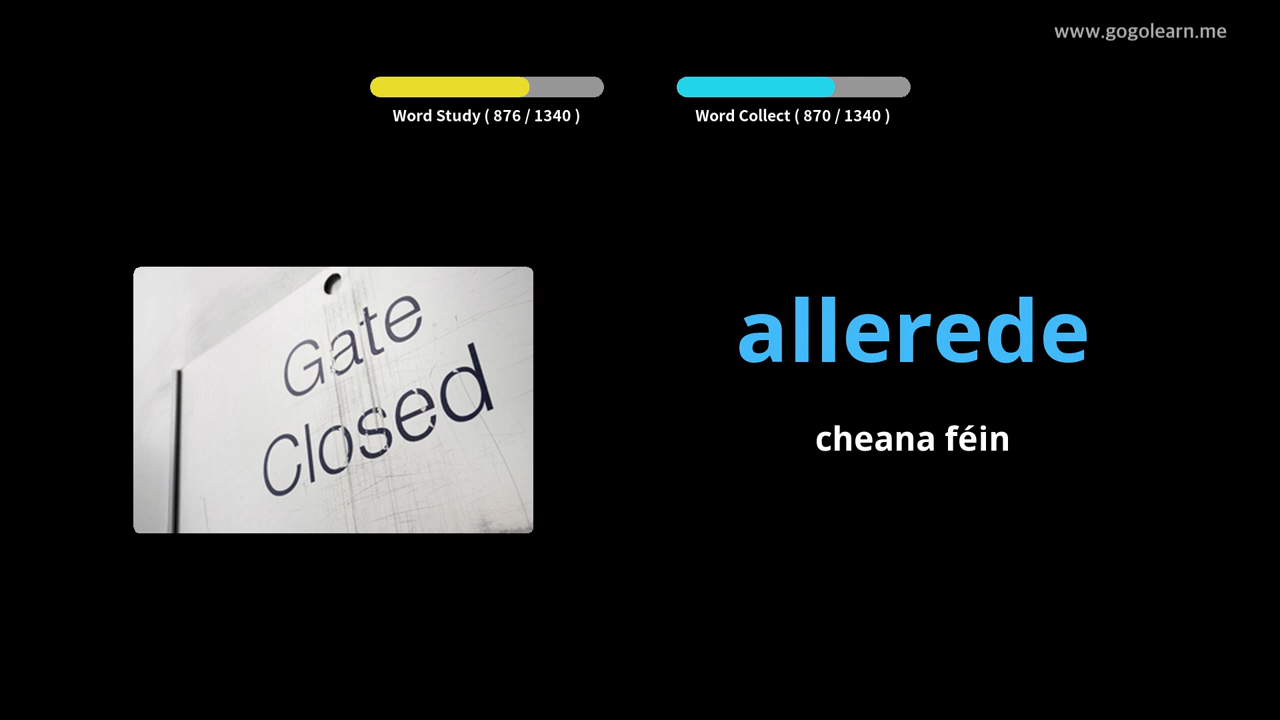 www.gogolearn.me
Word Study ( 876 / 1340 )
Word Collect ( 870 / 1340 )
Gate
Closed
allerede
cheana féin